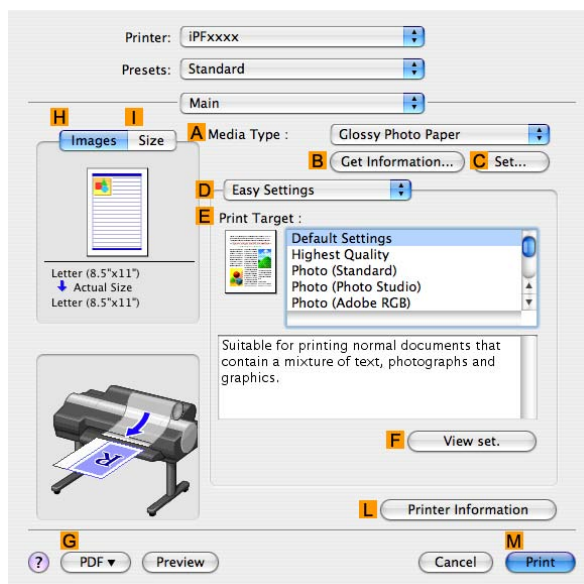 Printer: iPFxxxx
Presets: Standard
Main
H I
Images Size
A Media Type : Glossy Photo Paper
B Get Information... C Set...
D Easy Settings
E Print Target :
Default Settings
Highest Quality
Photo (Standard)
Photo (Photo Studio)
Photo (Adobe RGB)
Letter (8.5"x11")
Actual Size
Letter (8.5"x11")
Suitable for printing normal documents that
contain a mixture of text, photographs and
graphics.
R
F View set.
L Printer Information
G M
? PDF▼ Preview Cancel Print